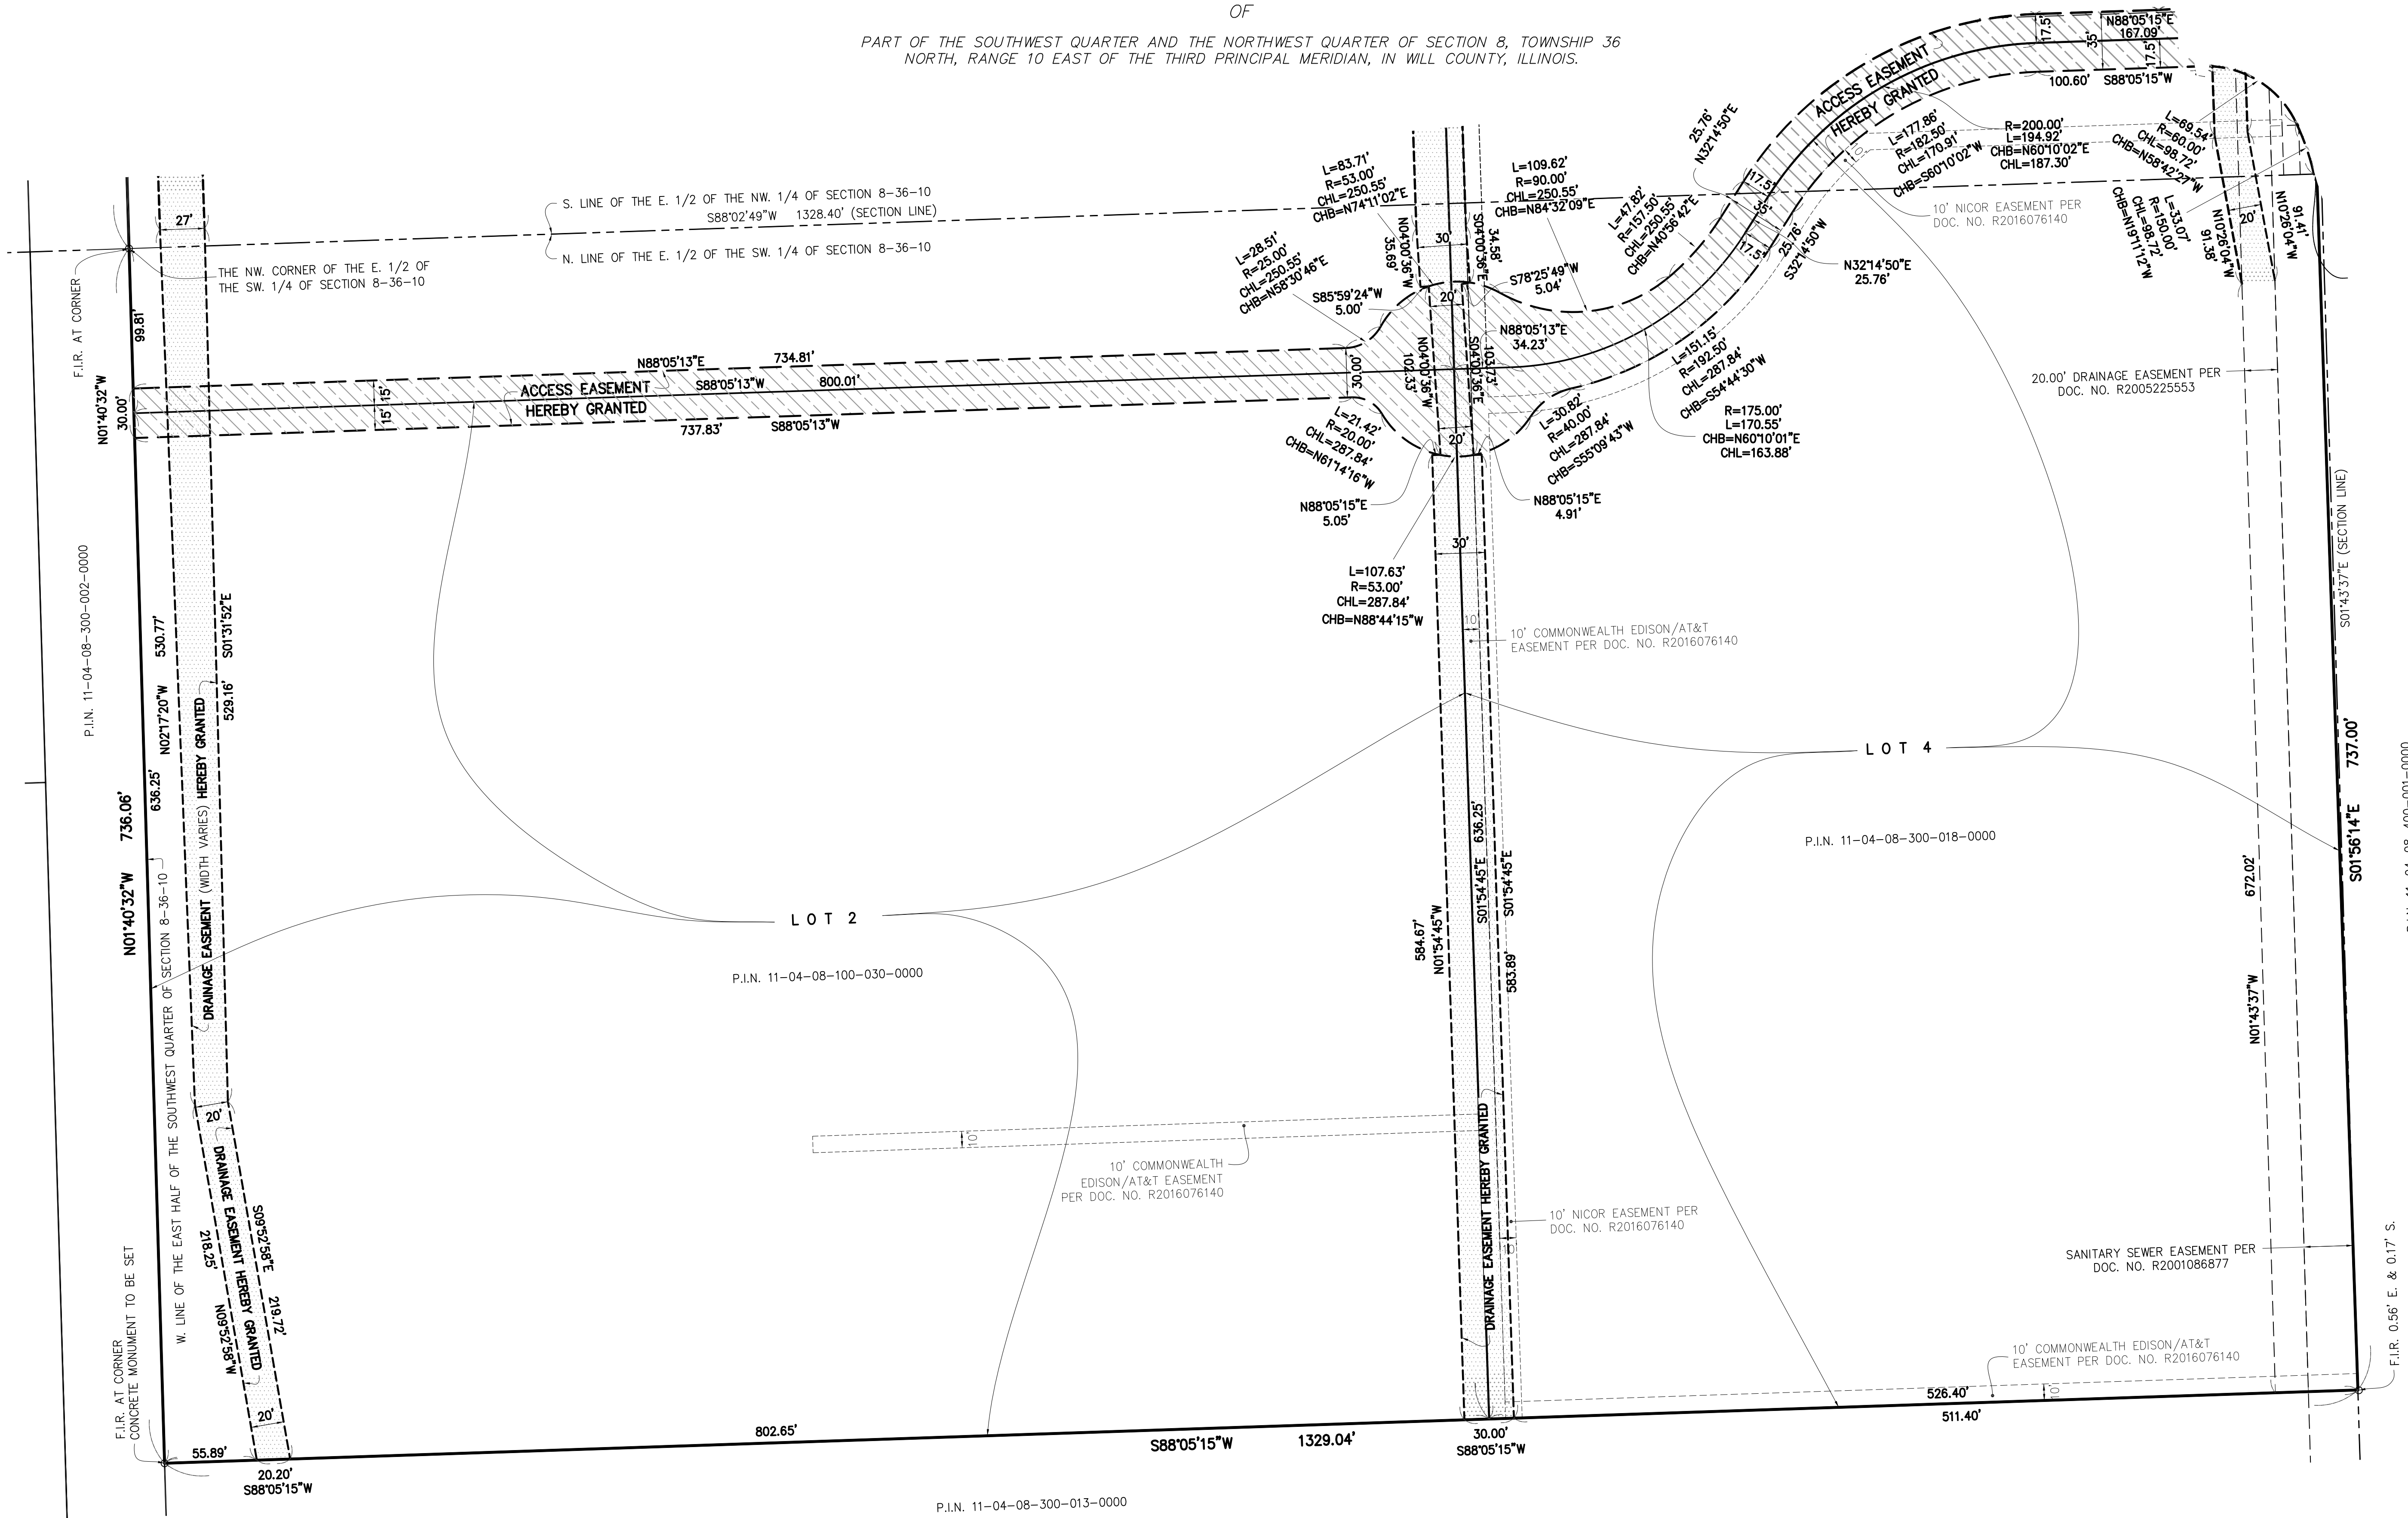 OF
PART OF THE SOUTHWEST QUARTER AND THE NORTHWEST QUARTER OF SECTION 8, TOWNSHIP 36
NORTH, RANGE 10 EAST OF THE THIRD PRINCIPAL MERIDIAN, IN WILL COUNTY, ILLINOIS.
17.5'
N88°05'15"E
167.09'
35'
17.5'
100.60'
S88°05'15"W
ACCESS EASEMENT
HEREBY GRANTED
25.76'
N32°14'50"E
L=177.86'
R=182.50'
CHL=170.91'
CHB=S60°10'02"W
R=200.00'
L=194.92'
CHB=N60°10'02"E
CHL=187.30'
L=69.54'
R=60.00'
CHL=98.72'
CHB=N58°42'27"W
L=33.07'
R=150.00'
CHL=98.72'
CHB=N19°11'12"W
10'
10' NICOR EASEMENT PER
DOC. NO. R2016076140
20'
N10°26'04"W
91.38'
91.41'
N10°26'04"W
L=83.71'
R=53.00'
CHL=250.55'
CHB=N74°11'02"E
L=109.62'
R=90.00'
CHL=250.55'
CHB=N84°32'09"E
L=47.82'
R=157.50'
CHL=250.55'
CHB=N40°56'42"E
17.5'
35'
17.5'
25.76'
S32°14'50"W
N32°14'50"E
25.76'
27'
S. LINE OF THE E. 1/2 OF THE NW. 1/4 OF SECTION 8-36-10
S88°02'49"W 1328.40' (SECTION LINE)
N. LINE OF THE E. 1/2 OF THE SW. 1/4 OF SECTION 8-36-10
THE NW. CORNER OF THE E. 1/2 OF
THE SW. 1/4 OF SECTION 8-36-10
F.I.R. AT CORNER
99.81'
N01°40'32"W
30.00'
L=28.51'
R=25.00'
CHL=250.55'
CHB=N58°30'46"E
N04°00'36"W
35.69'
30'
S04°00'36"E
34.58'
S85°59'24"W
5.00'
20'
S78°25'49"W
5.04'
N88°05'13"E
34.23'
N88°05'13"E 734.81'
ACCESS EASEMENT
S88°05'13"W 800.01'
HEREBY GRANTED
15'
15'
737.83' S88°05'13"W
30.00'
N04°00'36"W
102.33'
S04°00'36"E
103.73'
20'
L=151.15'
R=192.50'
CHL=287.84'
CHB=S54°44'30"W
R=175.00'
L=170.55'
CHB=N60°10'01"E
CHL=163.88'
20.00' DRAINAGE EASEMENT PER
DOC. NO. R2005225553
L=21.42'
R=20.00'
CHL=287.84'
CHB=N61°14'16"W
L=30.82'
R=40.00'
CHL=287.84'
CHB=S55°09'43"W
N88°05'15"E
5.05'
N88°05'15"E
4.91'
30'
L=107.63'
R=53.00'
CHL=287.84'
CHB=N88°44'15"W
10'
10' COMMONWEALTH EDISON/AT&T
EASEMENT PER DOC. NO. R2016076140
S01°43'37"E (SECTION LINE)
P.I.N. 11-04-08-300-002-0000
530.77'
N02°17'20"W
S01°31'52"E
529.16'
DRAINAGE EASEMENT (WIDTH VARIES) HEREBY GRANTED
N01°40'32"W 736.06'
636.25'
W. LINE OF THE EAST HALF OF THE SOUTHWEST QUARTER OF SECTION 8-36-10
LOT 4
P.I.N. 11-04-08-300-018-0000
S01°56'14"E 737.00'
672.02'
N01°43'37"W
LOT 2
P.I.N. 11-04-08-100-030-0000
584.67'
N01°54'45"W
S01°54'45"E 636.25'
S01°54'45"E
583.89'
20'
DRAINAGE EASEMENT HEREBY GRANTED
S09°52'58"E
219.72'
218.25'
N09°52'58"W
20'
10'
10' COMMONWEALTH
EDISON/AT&T EASEMENT
PER DOC. NO. R2016076140
DRAINAGE EASEMENT HEREBY GRANTED
10' NICOR EASEMENT PER
DOC. NO. R2016076140
10'
SANITARY SEWER EASEMENT PER
DOC. NO. R2001086877
F.I.R. 0.56' E. & 0.17' S.
F.I.R. AT CORNER
CONCRETE MONUMENT TO BE SET
10' COMMONWEALTH EDISON/AT&T
EASEMENT PER DOC. NO. R2016076140
10'
526.40'
511.40'
55.89'
20.20'
S88°05'15"W
802.65'
S88°05'15"W 1329.04'
30.00'
S88°05'15"W
P.I.N. 11-04-08-300-013-0000